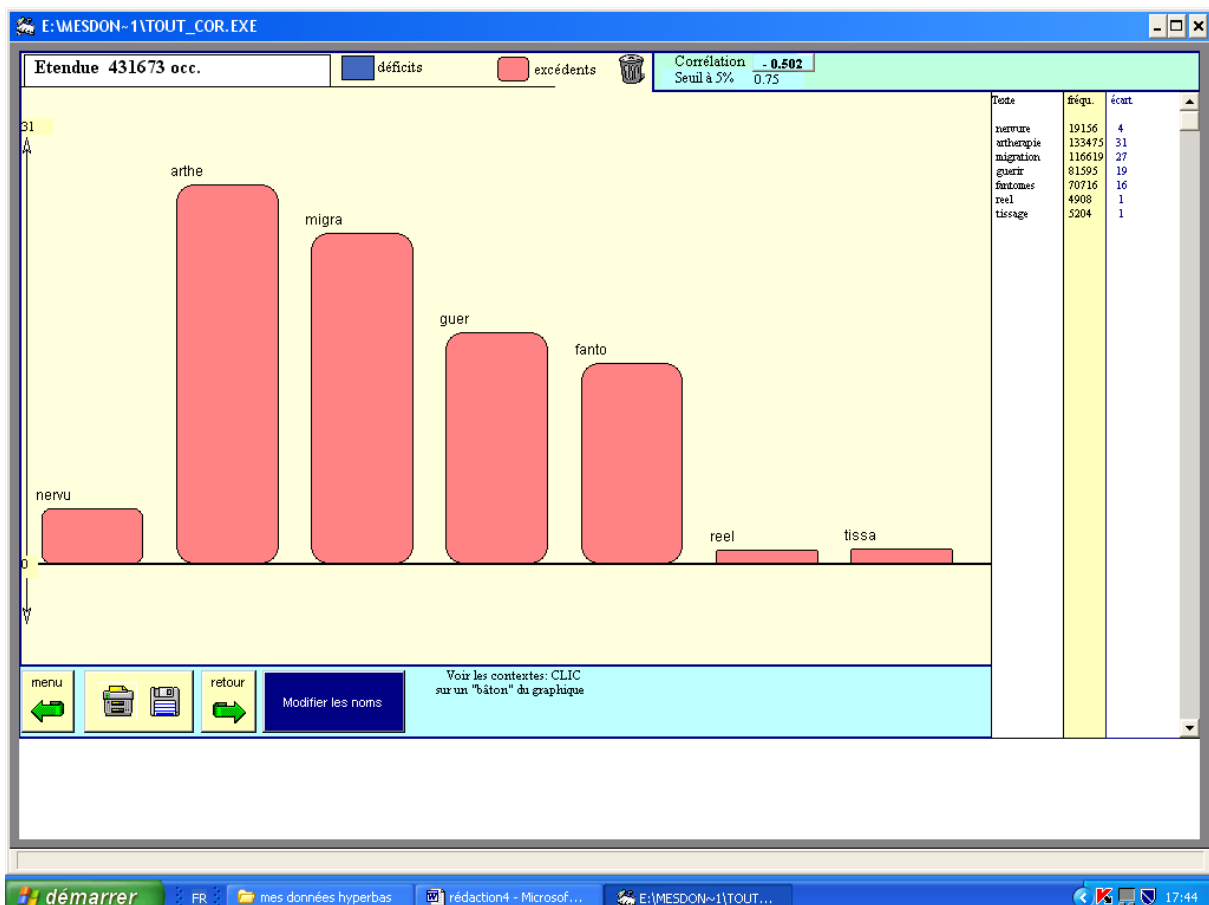 E:\MESDON~1\TOUT_COR.EXE
Etendue 431673 occ.
déficits
excédents
Corrélation - 0.502
Seuil à 5% 0.75
Texte fréqu. écart
nervure 19156 4
artherapie 133475 31
migration 116619 27
guerir 81595 19
fantomes 70716 16
reel 4908 1
tissage 5204 1
31
arthe
migra
guer
fanto
nervu
reel
tissa
0
menu
retour
Modifier les noms
Voir les contextes: CLIC
sur un "bâton" du graphique
démarrer
FR
mes données hyperbas
rédaction4 - Microsof...
E:\MESDON~1\TOUT...
17:44